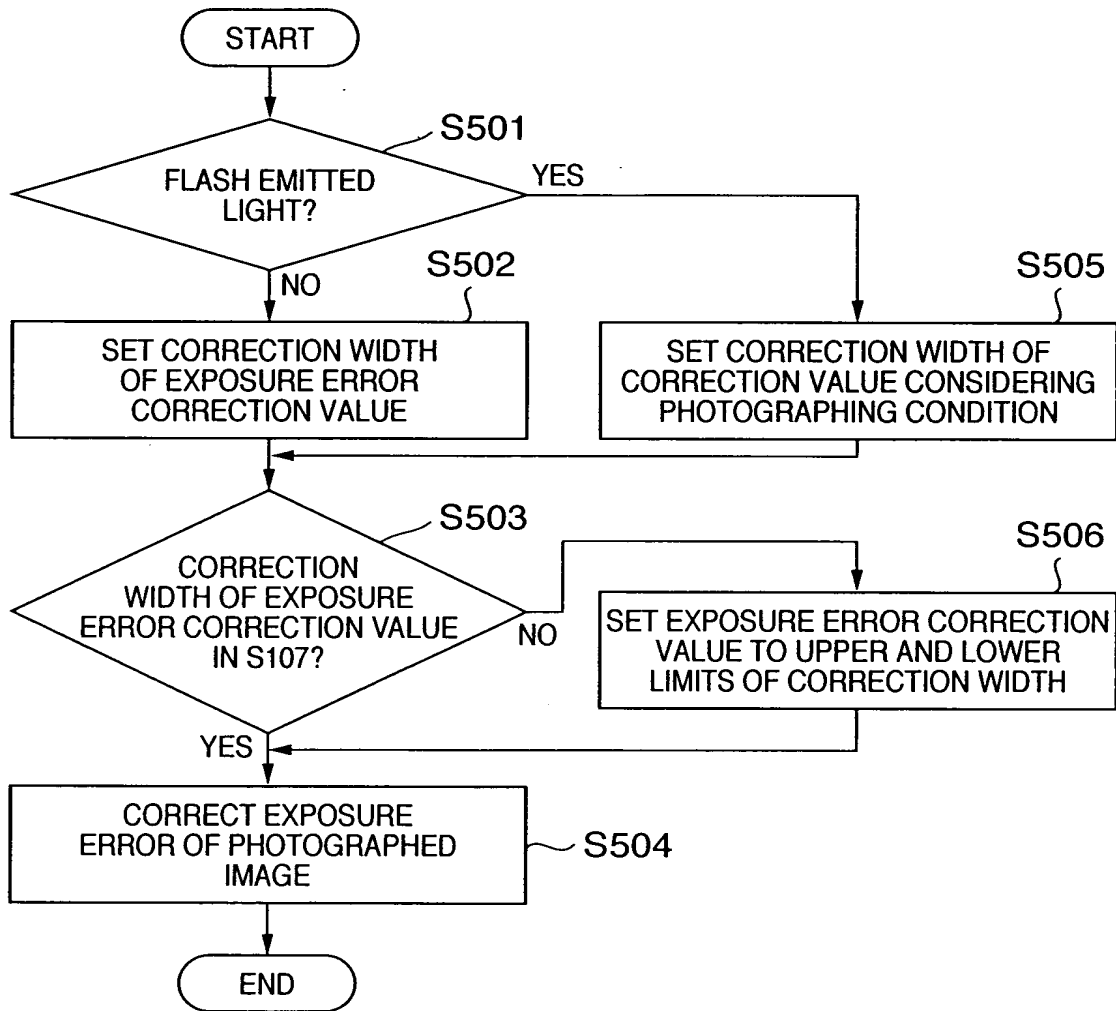 START
S501
FLASH EMITTED
LIGHT?
YES
NO
S502
SET CORRECTION WIDTH
OF EXPOSURE ERROR
CORRECTION VALUE
S505
SET CORRECTION WIDTH OF
CORRECTION VALUE CONSIDERING
PHOTOGRAPHING CONDITION
S503
CORRECTION
WIDTH OF EXPOSURE
ERROR CORRECTION VALUE
IN S107?
NO
YES
S506
SET EXPOSURE ERROR CORRECTION
VALUE TO UPPER AND LOWER
LIMITS OF CORRECTION WIDTH
CORRECT EXPOSURE
ERROR OF PHOTOGRAPHED
IMAGE
S504
END